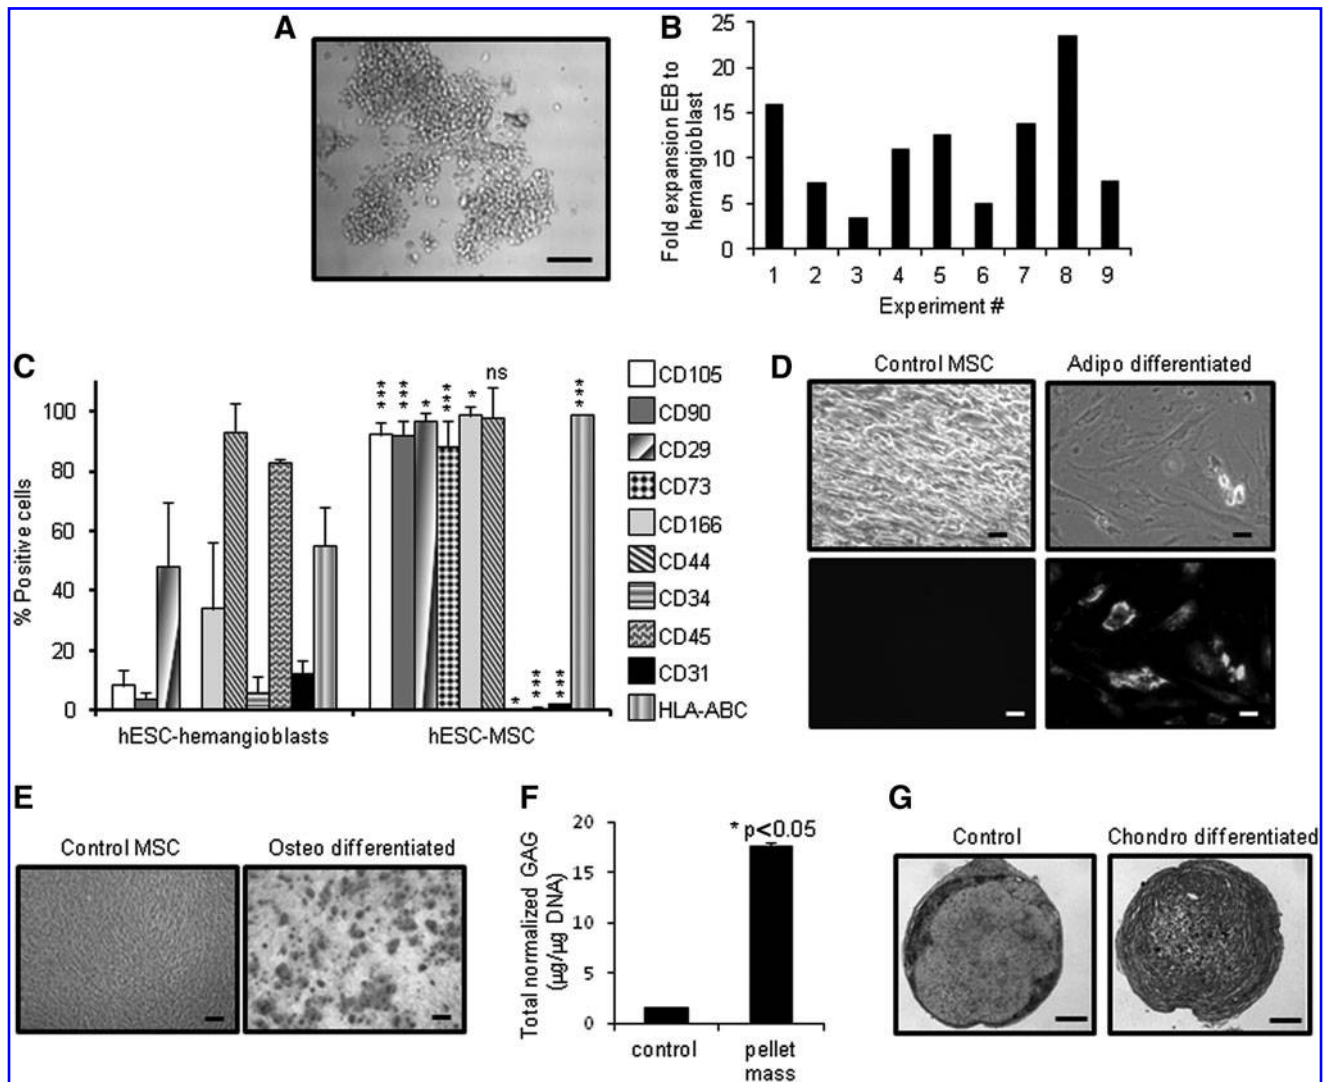 A
B
25
20
15
10
5
0
Fold expansion EB to
hemangioblast
1 2 3 4 5 6 7 8 9
Experiment #
C
100
80
60
40
20
0
% Positive cells
*** *** * *** * ns * *** *** ***
hESC-hemangioblasts
hESC-MSC
CD105
CD90
CD29
CD73
CD166
CD44
CD34
CD45
CD31
HLA-ABC
D
Control MSC
Adipo differentiated
E
Control MSC
Osteo differentiated
F
20
15
10
5
0
Total normalized GAG
(µg/µg DNA)
* p<0.05
control
pellet
mass
G
Control
Chondro differentiated